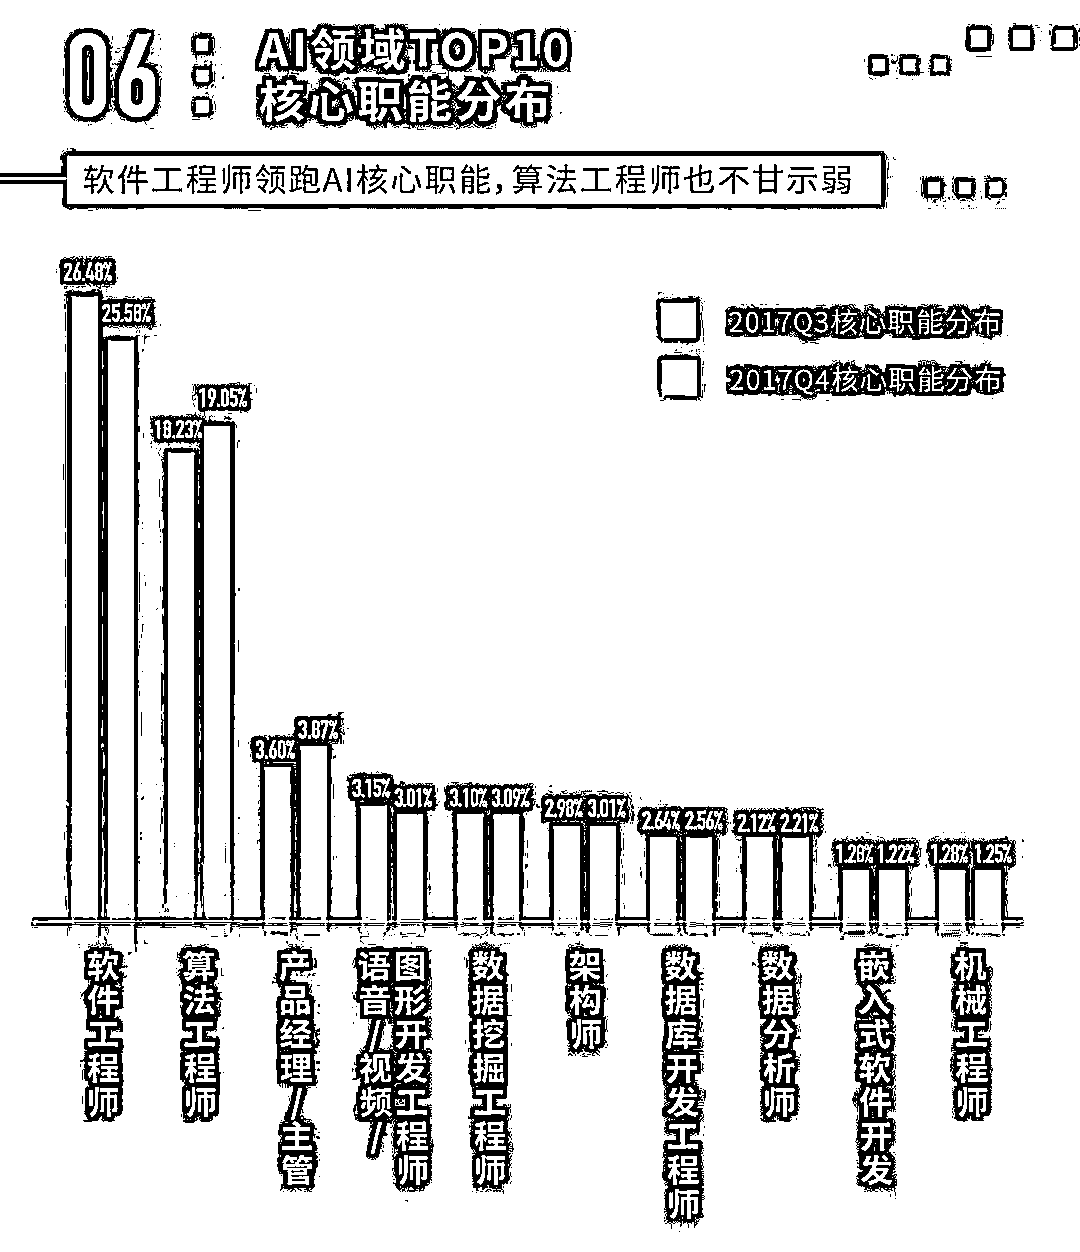 06
AI领域TOP10
核心职能分布
软件工程师领跑AI核心职能，算法工程师也不甘示弱
2017Q3核心职能分布
2017Q4核心职能分布
26.48% 25.58%
18.23% 19.05%
3.60% 3.87%
3.15% 3.01%
3.10% 3.09%
2.98% 3.01%
2.64% 2.56%
2.12% 2.21%
1.28% 1.22%
1.28% 1.25%
软件工程师
算法工程师
产品经理/主管
语音/视频/
图形开发工程师
数据挖掘工程师
架构师
数据库开发工程师
数据分析师
嵌入式软件开发
机械工程师